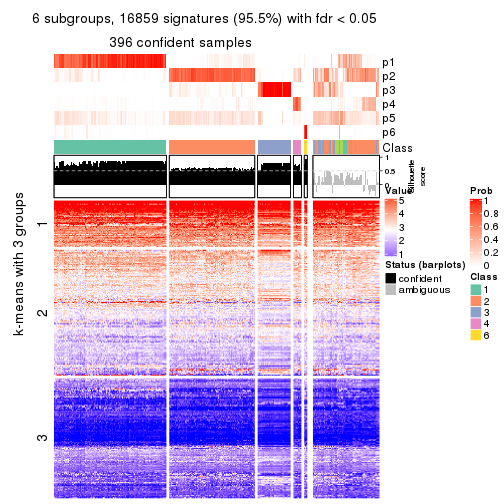 6 subgroups, 16859 signatures (95.5%) with fdr < 0.05
396 confident samples
p1
p2
p3
p4
p5
p6
Class
1
0.5
0
Silhouette
score
k-means with 3 groups
1
2
3
Value
5
4
3
2
1
Status (barplots)
confident
ambiguous
Prob
1
0.8
0.6
0.4
0.2
0
Class
1
2
3
4
6